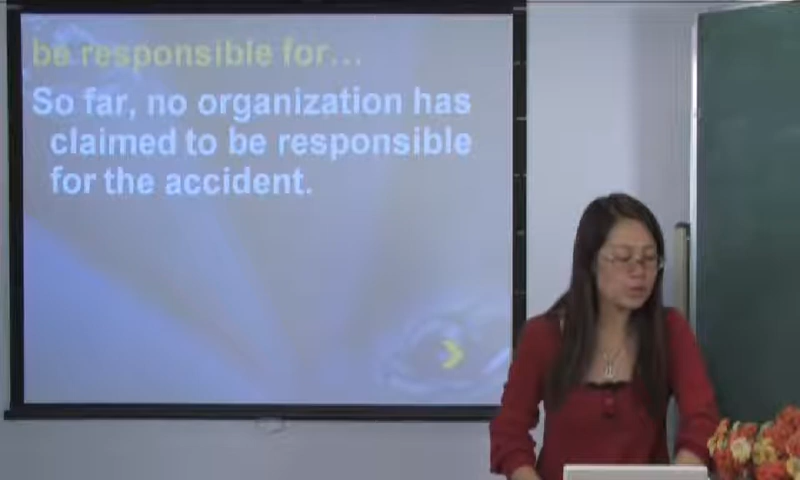 be responsible for...
So far, no organization has
claimed to be responsible
for the accident.